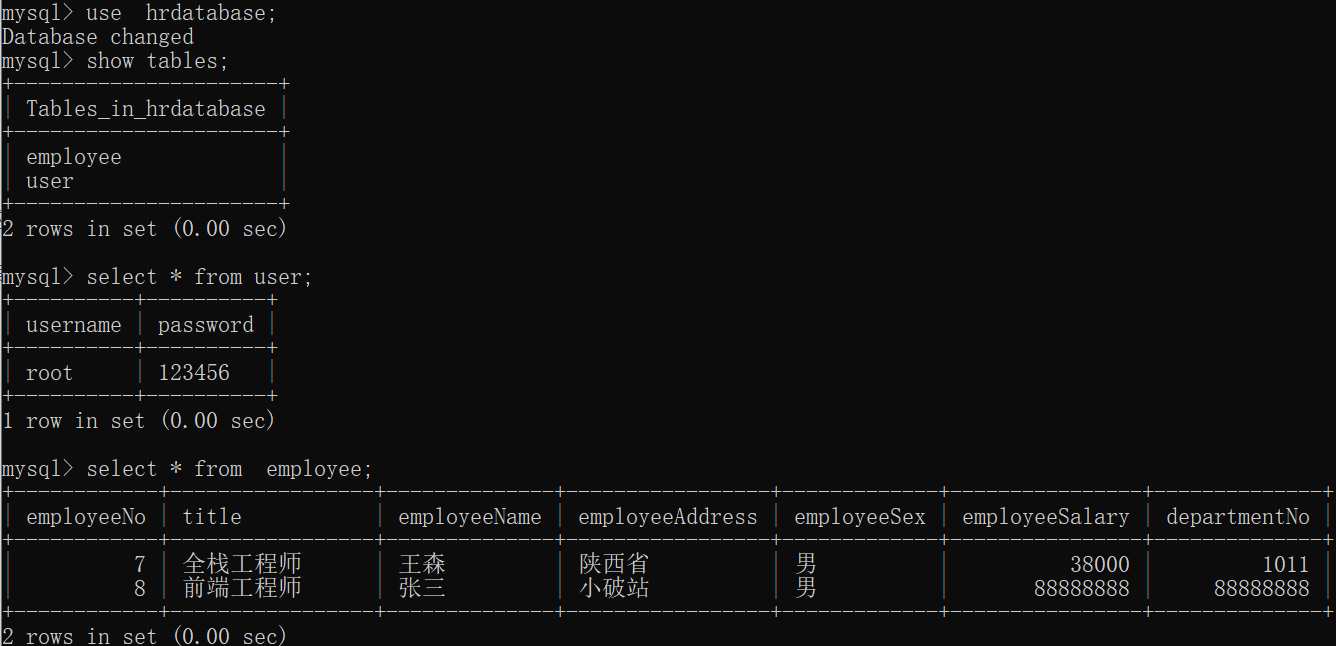 mysql> use  hrdatabase;
Database changed
mysql> show tables;
+----------------------+
| Tables_in_hrdatabase |
+----------------------+
| employee             |
| user                 |
+----------------------+
2 rows in set (0.00 sec)
mysql> select * from user;
+----------+----------+
| username | password |
+----------+----------+
| root     | 123456   |
+----------+----------+
1 row in set (0.00 sec)
mysql> select * from  employee;
+------------+-----------------+--------------+-----------------+-------------+----------------+--------------+
| employeeNo | title           | employeeName | employeeAddress | employeeSex | employeeSalary | departmentNo |
+------------+-----------------+--------------+-----------------+-------------+----------------+--------------+
|          7 | 全栈工程师      | 王森         | 陕西省          | 男          |          38000 |         1011 |
|          8 | 前端工程师      | 张三         | 小破站          | 男          |       88888888 |     88888888 |
+------------+-----------------+--------------+-----------------+-------------+----------------+--------------+
2 rows in set (0.00 sec)